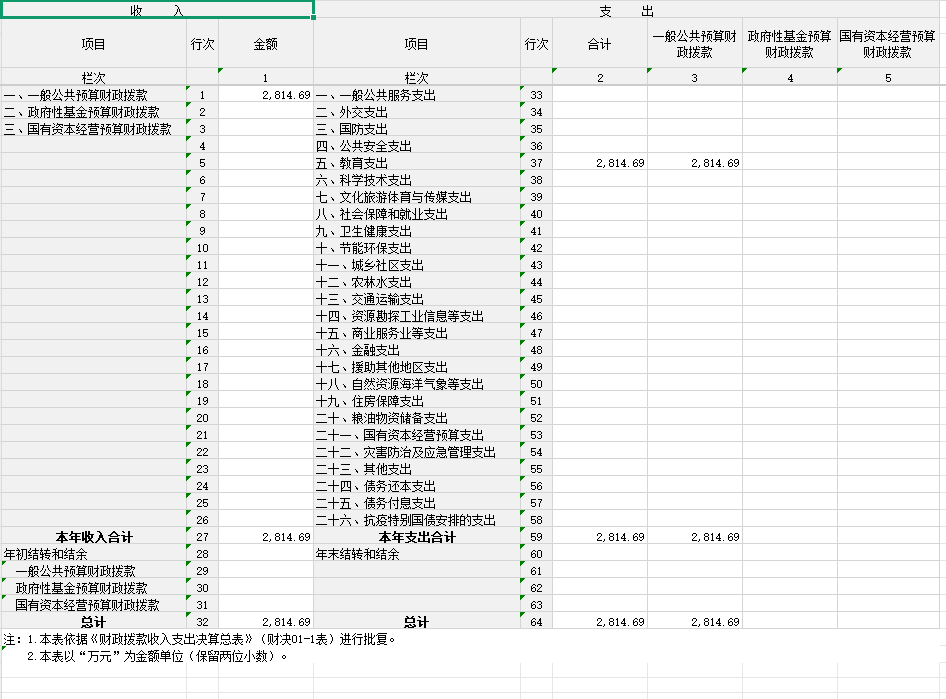 收 入 支 出
项目 行次 金额 项目 行次 合计 一般公共预算财政拨款 政府性基金预算财政拨款 国有资本经营预算财政拨款
栏次 1 栏次 2 3 4 5
一、一般公共预算财政拨款 1 2,814.69 一、一般公共服务支出 33
二、政府性基金预算财政拨款 2 二、外交支出 34
三、国有资本经营预算财政拨款 3 三、国防支出 35
4 四、公共安全支出 36
5 五、教育支出 37 2,814.69 2,814.69
6 六、科学技术支出 38
7 七、文化旅游体育与传媒支出 39
8 八、社会保障和就业支出 40
9 九、卫生健康支出 41
10 十、节能环保支出 42
11 十一、城乡社区支出 43
12 十二、农林水支出 44
13 十三、交通运输支出 45
14 十四、资源勘探工业信息等支出 46
15 十五、商业服务业等支出 47
16 十六、金融支出 48
17 十七、援助其他地区支出 49
18 十八、自然资源海洋气象等支出 50
19 十九、住房保障支出 51
20 二十、粮油物资储备支出 52
21 二十一、国有资本经营预算支出 53
22 二十二、灾害防治及应急管理支出 54
23 二十三、其他支出 55
24 二十四、债务还本支出 56
25 二十五、债务付息支出 57
26 二十六、抗疫特别国债安排的支出 58
本年收入合计 27 2,814.69 本年支出合计 59 2,814.69 2,814.69
年初结转和结余 28 年末结转和结余 60
一般公共预算财政拨款 29 61
政府性基金预算财政拨款 30 62
国有资本经营预算财政拨款 31 63
总计 32 2,814.69 总计 64 2,814.69 2,814.69
注：1.本表依据《财政拨款收入支出决算总表》（财决01-1表）进行批复。
2.本表以“万元”为金额单位（保留两位小数）。